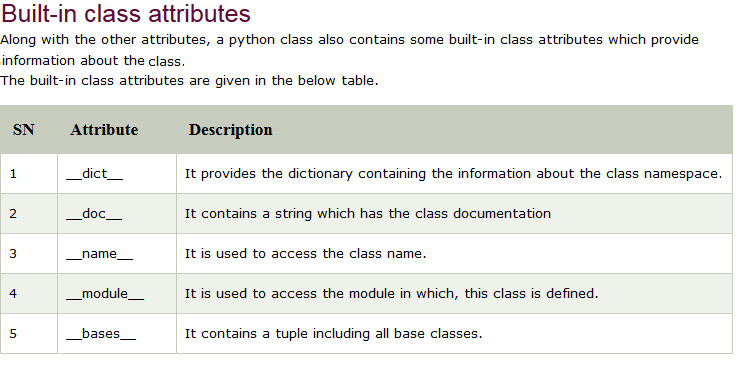 Built-in class attributes
Along with the other attributes, a python class also contains some built-in class attributes which provide
information about the class.
The built-in class attributes are given in the below table.
SN Attribute Description
1 __dict__ It provides the dictionary containing the information about the class namespace.
2 __doc__ It contains a string which has the class documentation
3 __name__ It is used to access the class name.
4 __module__ It is used to access the module in which, this class is defined.
5 __bases__ It contains a tuple including all base classes.